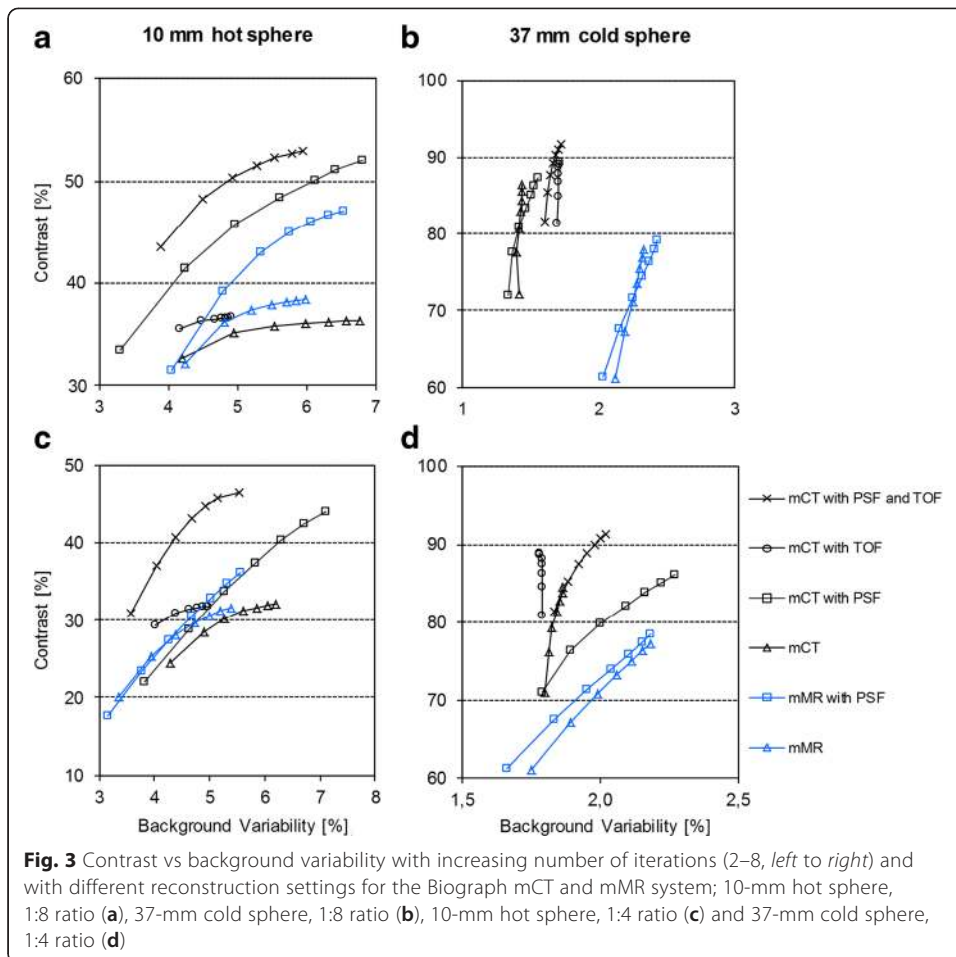 a 10 mm hot sphere
b 37 mm cold sphere
60
50
40
30
Contrast [%]
3 4 5 6 7
100
90
80
70
60
1 2 3
c
50
40
30
20
10
Contrast [%]
3 4 5 6 7 8
Background Variability [%]
d
100
90
80
70
60
1,5 2,0 2,5
Background Variability [%]
mCT with PSF and TOF
mCT with TOF
mCT with PSF
mCT
mMR with PSF
mMR
Fig. 3 Contrast vs background variability with increasing number of iterations (2–8, left to right) and
with different reconstruction settings for the Biograph mCT and mMR system; 10-mm hot sphere,
1:8 ratio (a), 37-mm cold sphere, 1:8 ratio (b), 10-mm hot sphere, 1:4 ratio (c) and 37-mm cold sphere,
1:4 ratio (d)